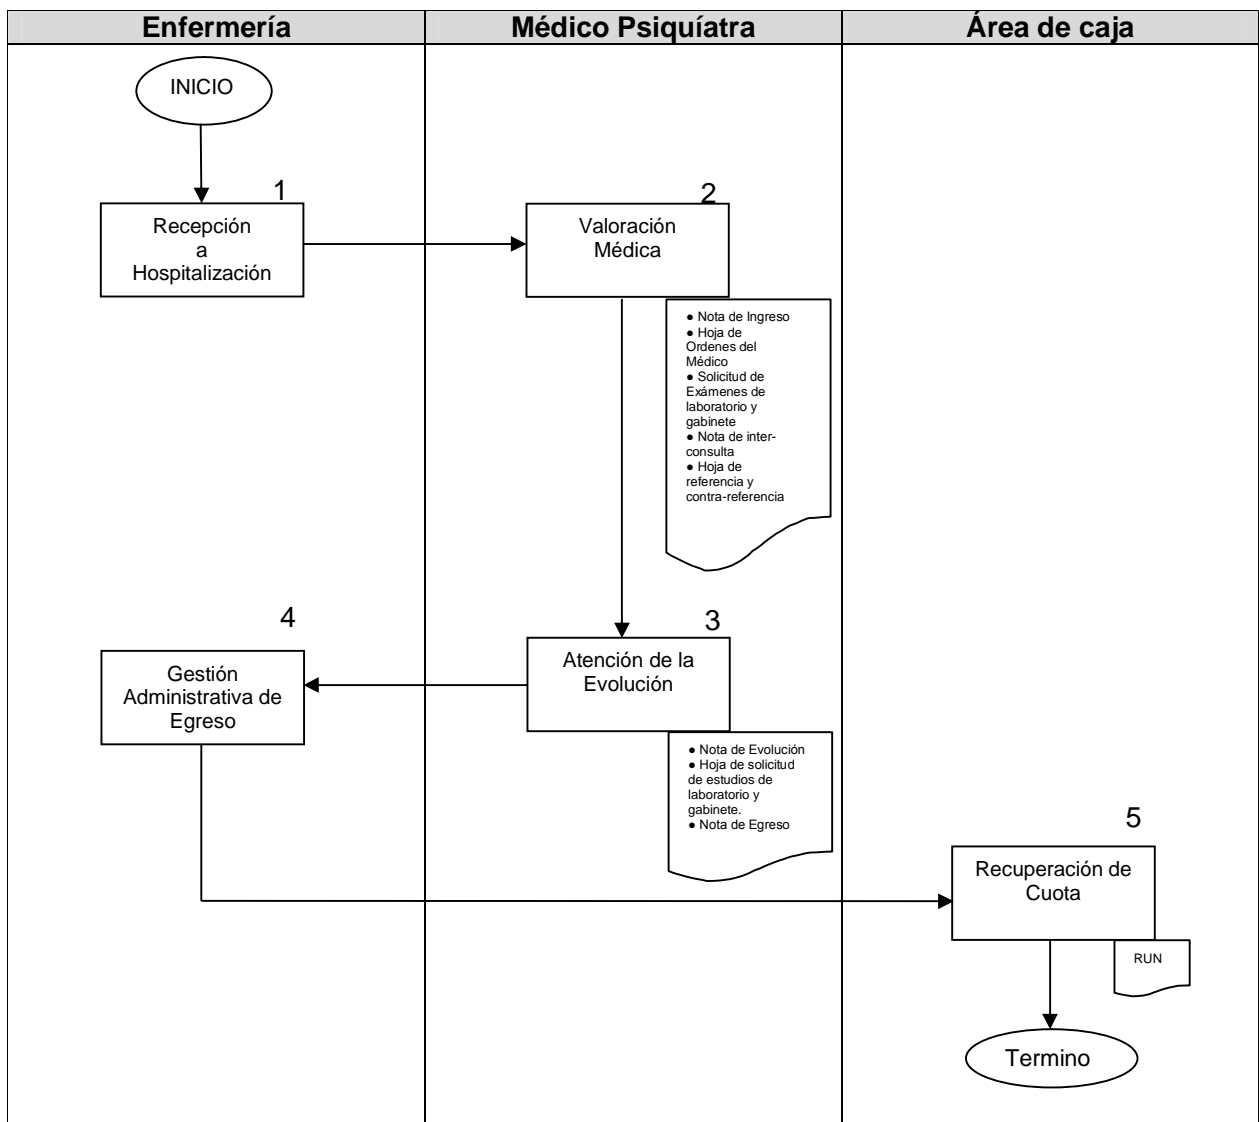 Enfermería
Médico Psiquíatra
Área de caja
INICIO
1
Recepción
a
Hospitalización
2
Valoración
Médica
● Nota de Ingreso
● Hoja de
Ordenes del
Médico
● Solicitud de
Exámenes de
laboratorio y
gabinete
● Nota de inter-
consulta
● Hoja de
referencia y
contra-referencia
3
Atención de la
Evolución
● Nota de Evolución
● Hoja de solicitud
de estudios de
laboratorio y
gabinete.
● Nota de Egreso
4
Gestión
Administrativa de
Egreso
5
Recuperación de
Cuota
RUN
Termino